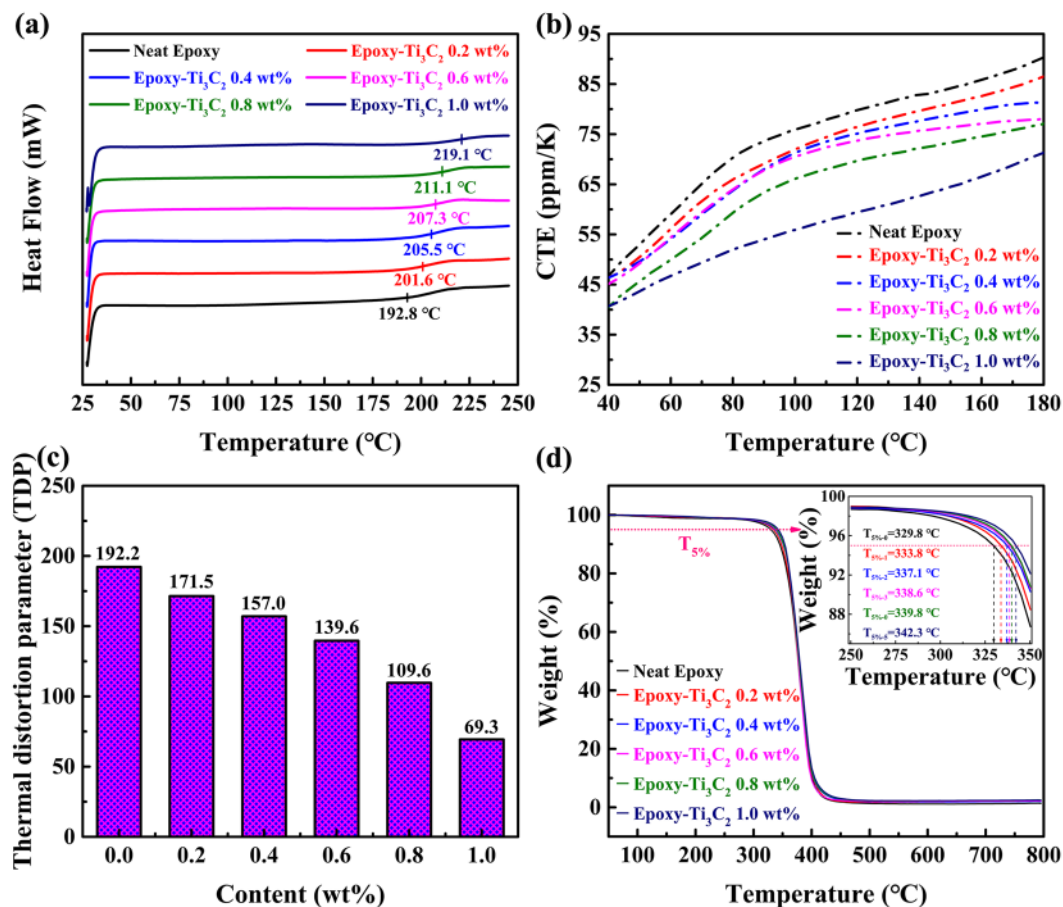 (a)
Neat Epoxy
Epoxy-Ti₃C₂ 0.2 wt%
Epoxy-Ti₃C₂ 0.4 wt%
Epoxy-Ti₃C₂ 0.6 wt%
Epoxy-Ti₃C₂ 0.8 wt%
Epoxy-Ti₃C₂ 1.0 wt%
219.1 °C
211.1 °C
207.3 °C
205.5 °C
201.6 °C
192.8 °C
Heat Flow (mW)
25 50 75 100 125 150 175 200 225 250
Temperature (°C)
(b)
95
85
75
65
55
45
35
25
CTE (ppm/K)
Neat Epoxy
Epoxy-Ti₃C₂ 0.2 wt%
Epoxy-Ti₃C₂ 0.4 wt%
Epoxy-Ti₃C₂ 0.6 wt%
Epoxy-Ti₃C₂ 0.8 wt%
Epoxy-Ti₃C₂ 1.0 wt%
40 60 80 100 120 140 160 180
Temperature (°C)
(c)
Thermal distortion parameter (TDP)
250
200
150
100
50
0
192.2
171.5
157.0
139.6
109.6
69.3
0.0 0.2 0.4 0.6 0.8 1.0
Content (wt%)
(d)
Weight (%)
100
80
60
40
20
0
T5%
Neat Epoxy
Epoxy-Ti₃C₂ 0.2 wt%
Epoxy-Ti₃C₂ 0.4 wt%
Epoxy-Ti₃C₂ 0.6 wt%
Epoxy-Ti₃C₂ 0.8 wt%
Epoxy-Ti₃C₂ 1.0 wt%
100 200 300 400 500 600 700 800
Temperature (°C)
Weight (%)
100
96
92
88
T5%-0=329.8 °C
T5%-1=333.8 °C
T5%-2=337.1 °C
T5%-3=338.6 °C
=339.8 °C
T5%-5=342.3 °C
250 275 300 325 350
Temperature (°C)